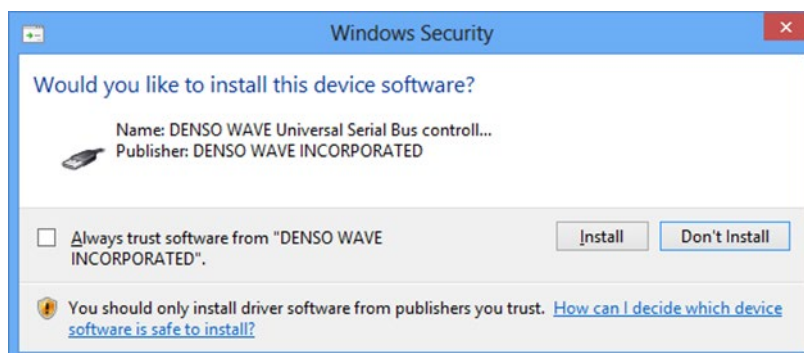 Windows Security
Would you like to install this device software?
Name: DENSO WAVE Universal Serial Bus controll...
Publisher: DENSO WAVE INCORPORATED
Always trust software from "DENSO WAVE
INCORPORATED".
Install
Don't Install
You should only install driver software from publishers you trust. How can I decide which device
software is safe to install?